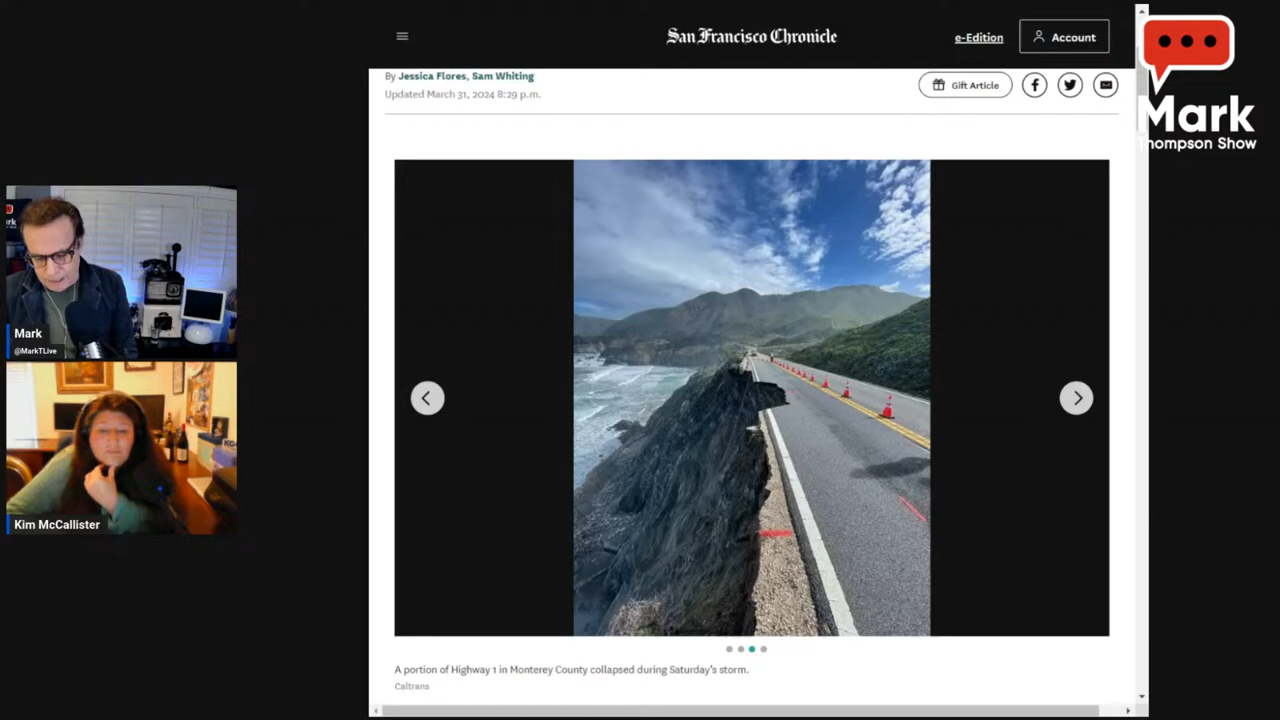 San Francisco Chronicle
e-Edition
Account
By Jessica Flores, Sam Whiting
Updated March 31, 2024 8:29 p.m.
Gift Article
Mark
Thompson Show
Mark
@MarkTLive
Kim McCallister
A portion of Highway 1 in Monterey County collapsed during Saturday's storm.
Caltrans